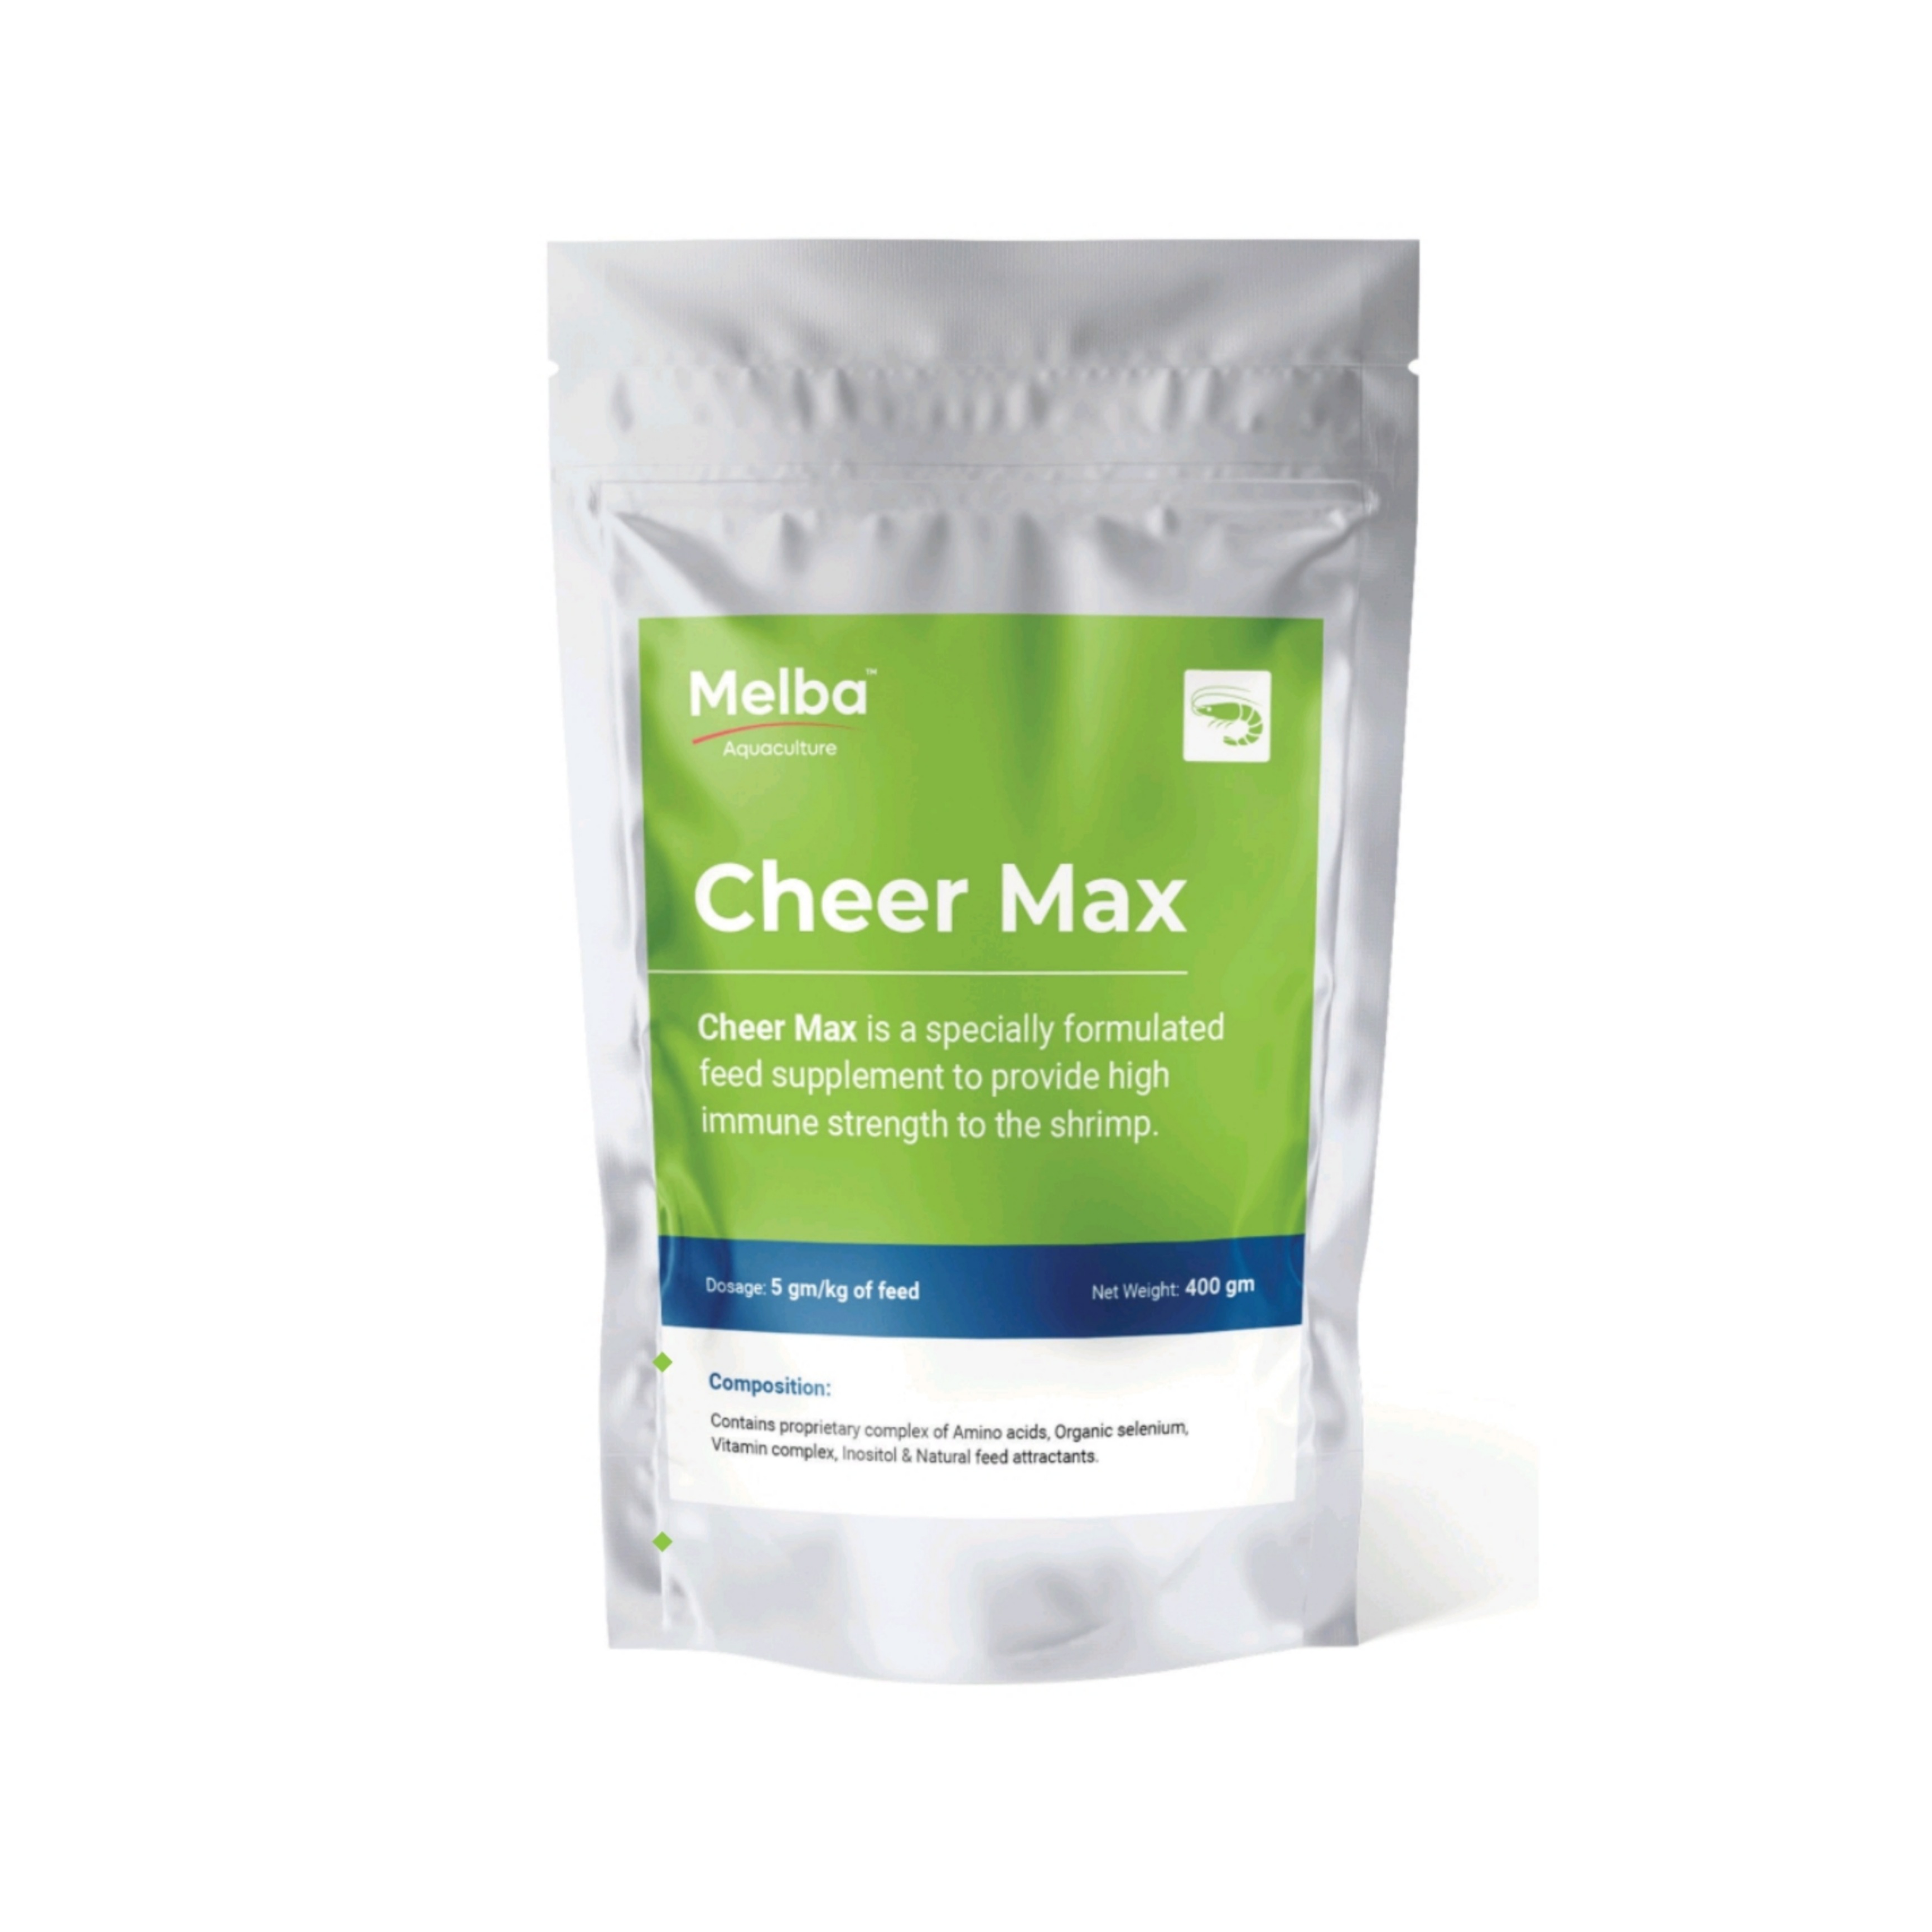 Melba™
Aquaculture
Cheer Max
Cheer Max is a specially formulated
feed supplement to provide high
immune strength to the shrimp.
Dosage: 5 gm/kg of feed
Net Weight: 400 gm
Composition:
Contains proprietary complex of Amino acids, Organic selenium,
Vitamin complex, Inositol & Natural feed attractants.